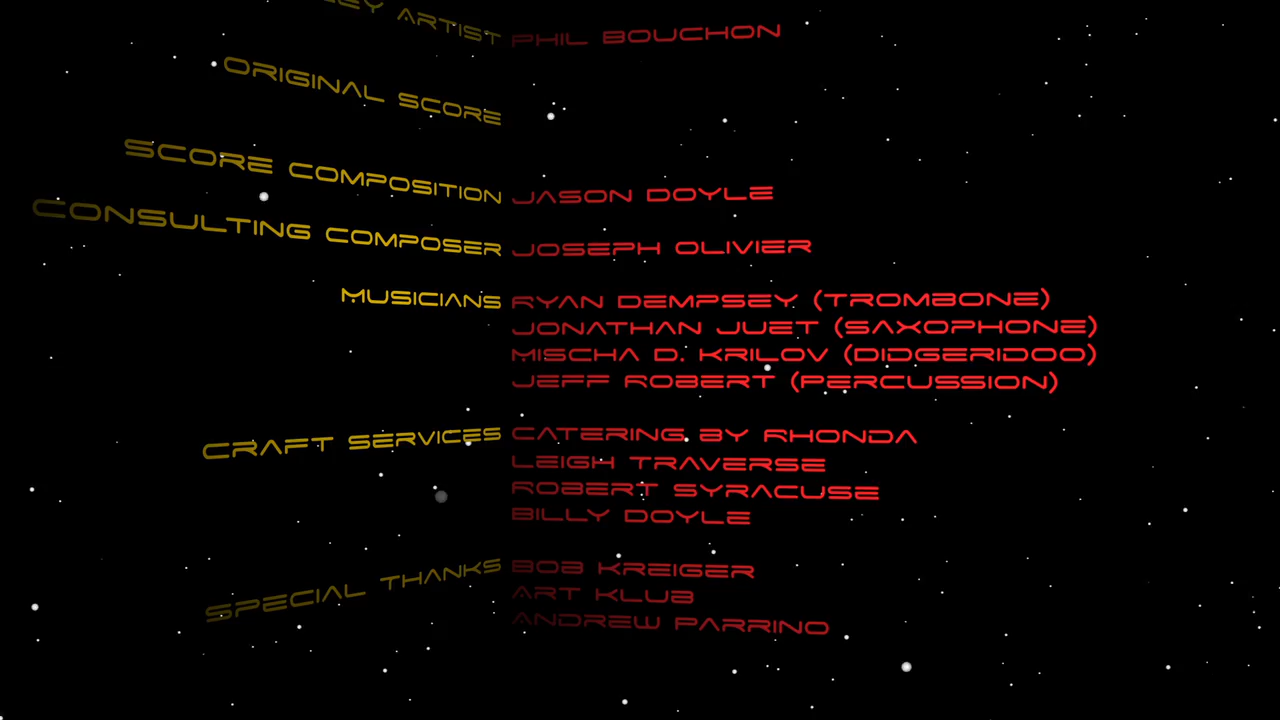 ARTIST PHIL BOUCHON
ORIGINAL SCORE
SCORE COMPOSITION JASON DOYLE
CONSULTING COMPOSER JOSEPH OLIVIER
MUSICIANS RYAN DEMPSEY (TROMBONE)
JONATHAN JUET (SAXOPHONE)
MISCHA D. KRILOV (DIDGERIDOO)
JEFF ROBERT (PERCUSSION)
CRAFT SERVICES CATERING BY RHONDA
LEIGH TRAVERSE
ROBERT SYRACUSE
BILLY DOYLE
SPECIAL THANKS BOB KREIGER
ART KLUB
ANDREW PARRINO